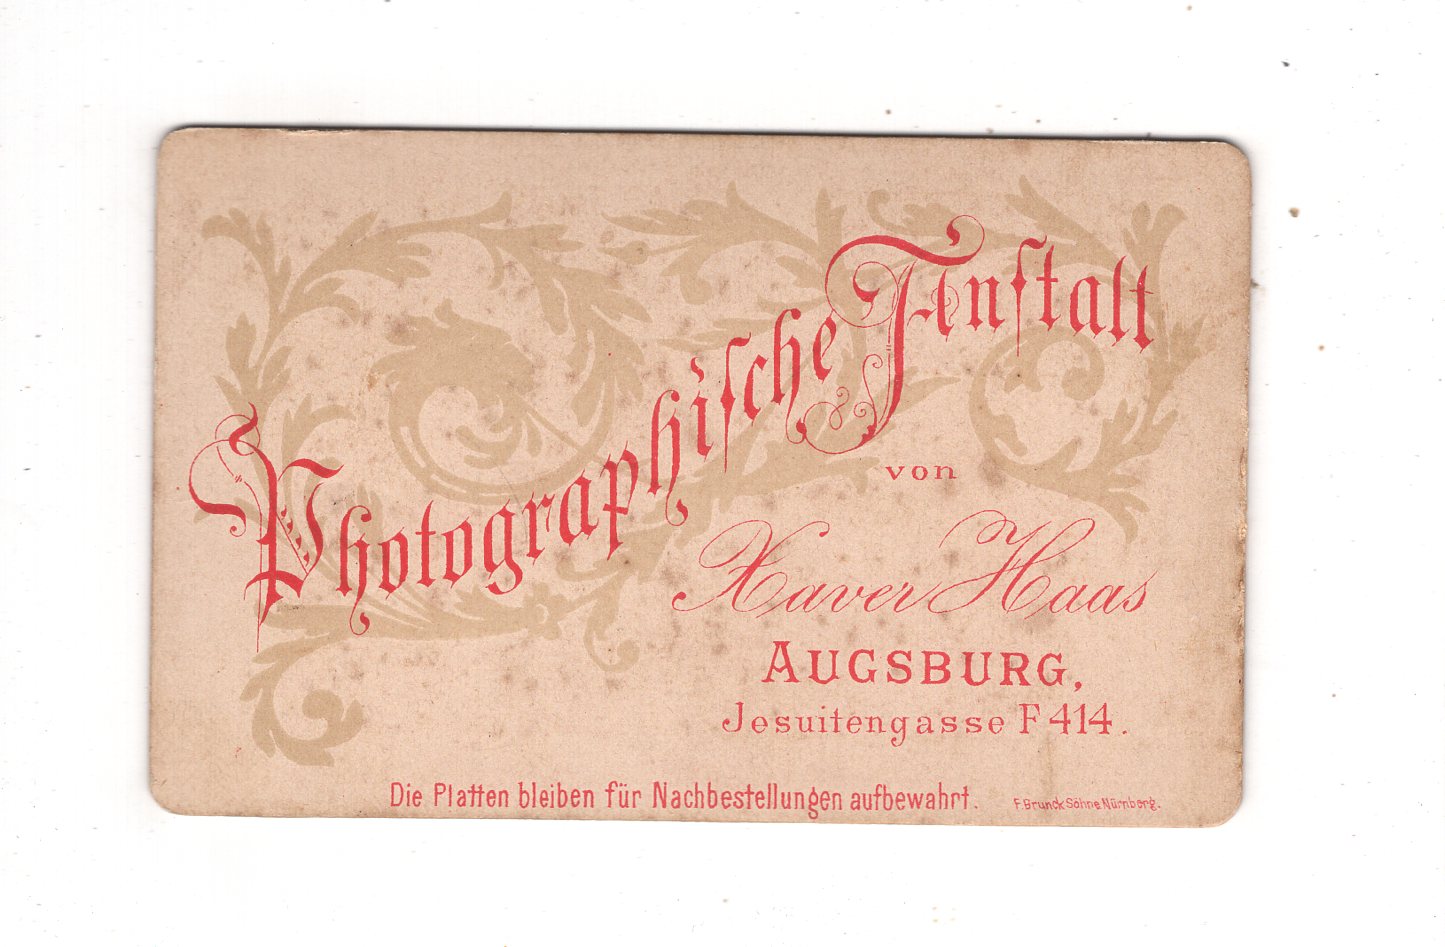 Photographiſche Anſtalt
von
Xaver Haas
AUGSBURG,
Jesuitengasse F 414.
Die Platten bleiben für Nachbestellungen aufbewahrt.
F. Brunck Söhne Nürnberg.